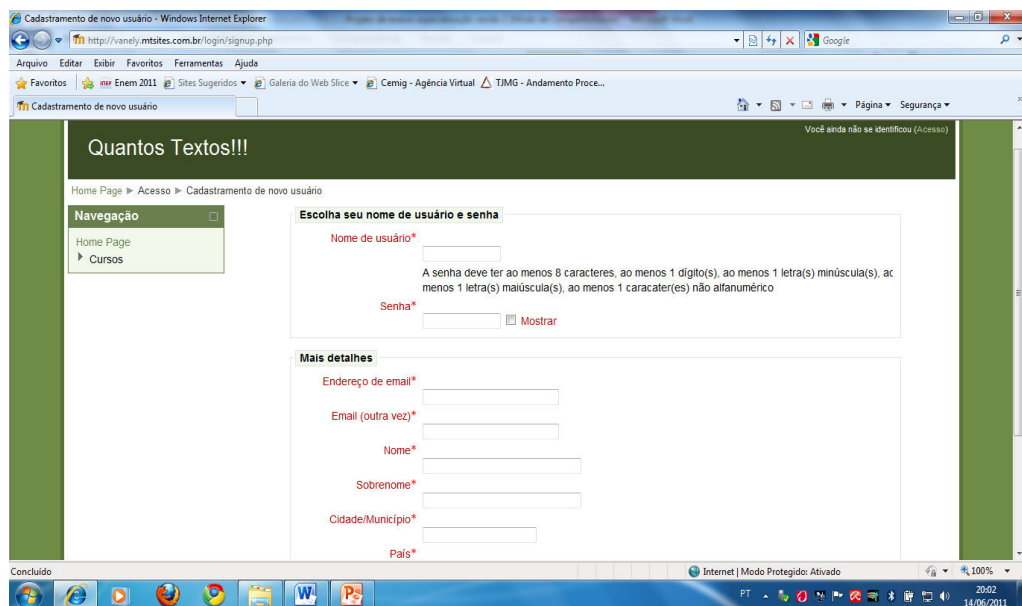 Cadastramento de novo usuário - Windows Internet Explorer
http://vanely.mtsites.com.br/login/signup.php
Google
Arquivo Editar Exibir Favoritos Ferramentas Ajuda
Favoritos INEP Enem 2011 Sites Sugeridos Galeria do Web Slice Cemig - Agência Virtual TJMG - Andamento Proce...
Cadastramento de novo usuário
Página Segurança
Você ainda não se identificou (Acesso)
Quantos Textos!!!
Home Page ► Acesso ► Cadastramento de novo usuário
Navegação
Home Page
Cursos
Escolha seu nome de usuário e senha
Nome de usuário*
A senha deve ter ao menos 8 caracteres, ao menos 1 dígito(s), ao menos 1 letra(s) minúscula(s), ao
menos 1 letra(s) maiúscula(s), ao menos 1 caracater(es) não alfanumérico
Senha*
Mostrar
Mais detalhes
Endereço de email*
Email (outra vez)*
Nome*
Sobrenome*
Cidade/Município*
País*
Concluído
Internet | Modo Protegido: Ativado
100%
PT
20:02
14/06/2011